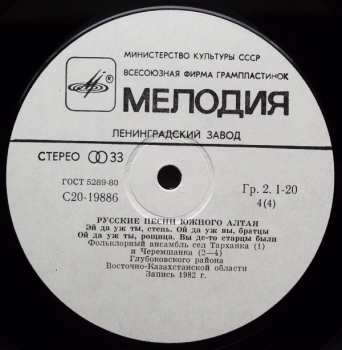 МИНИСТЕРСТВО КУЛЬТУРЫ СССР
ВСЕСОЮЗНАЯ ФИРМА ГРАМПЛАСТИНОК
МЕЛОДИЯ
ЛЕНИНГРАДСКИЙ ЗАВОД
СТЕРЕО 33
ГОСТ 5289-80
С20-19886
Гр. 2. 1-20
4(4)
РУССКИЕ ПЕСНИ ЮЖНОГО АЛТАЯ
Эй да уж ты, степь. Ой да уж вы, братцы
Ой да уж ты, рощица. Вы де-то старцы были
Фольклорный ансамбль сел Тарханка (1)
и Черемшанка (2—4)
Глубоковского района
Восточно-Казахстанской области
Запись 1982 г.